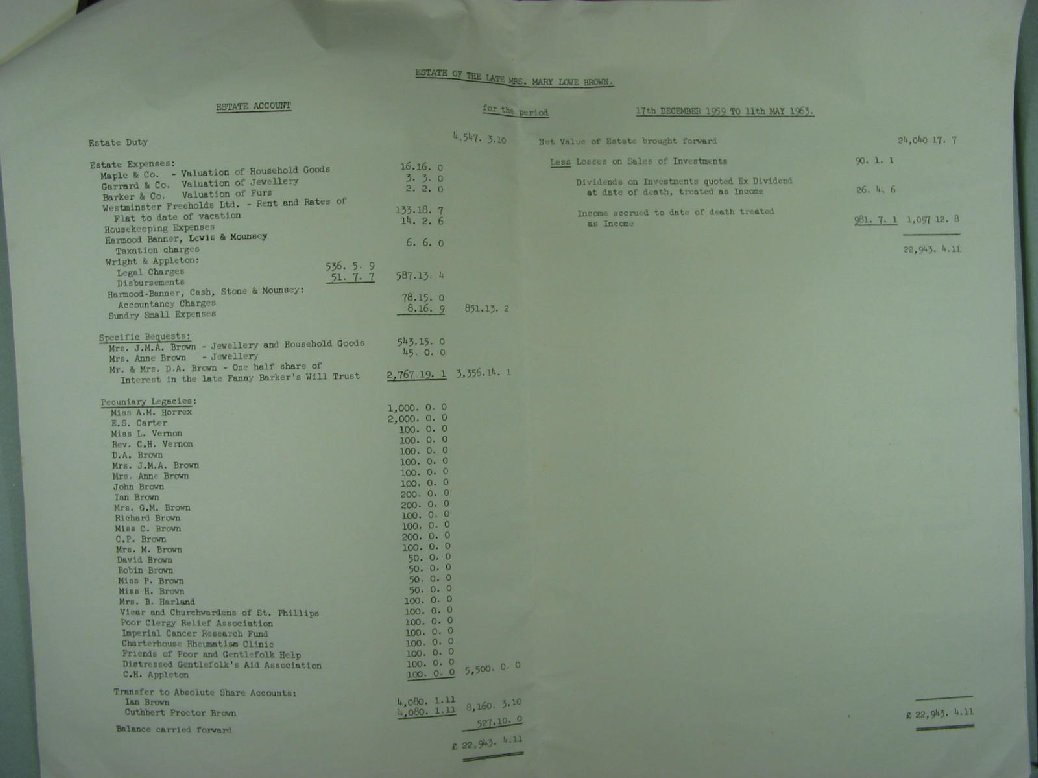 ESTATE OF THE LATE MRS. MARY LOWE BROWN.
ESTATE ACCOUNT for the period 17th DECEMBER 1959 TO 11th MAY 1963.
Estate Duty 4,547. 3.10
Estate Expenses:
Maple & Co. - Valuation of Household Goods 16.16. 0
Garrard & Co. Valuation of Jewellery 3. 3. 0
Barker & Co. Valuation of Furs 2. 2. 0
Westminster Freeholds Ltd. - Rent and Rates of
Flat to date of vacation 133.18. 7
Housekeeping Expenses 14. 2. 6
Harmood Banner, Lewis & Mounsey
Taxation charges 6. 6. 0
Wright & Appleton:
Legal Charges 536. 5. 9
Disbursements 51. 7. 7 587.13. 4
Harmood-Banner, Cash, Stone & Mounsey:
Accountancy Charges 78.15. 0
Sundry Small Expenses 8.16. 9 851.13. 2
Specific Bequests:
Mrs. J.M.A. Brown - Jewellery and Household Goods 543.15. 0
Mrs. Anne Brown - Jewellery 45. 0. 0
Mr. & Mrs. D.A. Brown - One half share of
Interest in the late Fanny Barker's Will Trust 2,767 19. 1 3,356.14. 1
Pecuniary Legacies:
Miss A.M. Horrex 1,000. 0. 0
E.S. Carter 2,000. 0. 0
Miss L. Vernon 100. 0. 0
Rev. C.H. Vernon 100. 0. 0
D.A. Brown 100. 0. 0
Mrs. J.M.A. Brown 100. 0. 0
Mrs. Anne Brown 100. 0. 0
John Brown 100. 0. 0
Ian Brown 200. 0. 0
Mrs. G.M. Brown 200. 0. 0
Richard Brown 100. 0. 0
Miss C. Brown 100. 0. 0
C.P. Brown 200. 0. 0
Mrs. M. Brown 100. 0. 0
David Brown 50. 0. 0
Robin Brown 50. 0. 0
Miss P. Brown 50. 0. 0
Miss R. Brown 50. 0. 0
Mrs. B. Harland 100. 0. 0
Vicar and Churchwardens of St. Phillips 100. 0. 0
Poor Clergy Relief Association 100. 0. 0
Imperial Cancer Research Fund 100. 0. 0
Charterhouse Rheumatism Clinic 100. 0. 0
Friends of Poor and Gentlefolk Help 100. 0. 0
Distressed Gentlefolk's Aid Association 100. 0. 0
C.H. Appleton 100. 0. 0 5,500. 0. 0
Transfer to Absolute Share Accounts:
Ian Brown 4,080. 1.11
Cuthbert Proctor Brown 4,080. 1.11 8,160. 3.10
Balance carried forward 527.10. 0
£ 22,943. 4.11
Net Value of Estate brought forward 24,040 17. 7
Less Losses on Sales of Investments 90. 1. 1
Dividends on Investments quoted Ex Dividend
at date of death, treated as Income 26. 4. 6
Income accrued to date of death treated
as Income 981. 7. 1 1,097 12. 8
22,943. 4.11
£ 22,943. 4.11